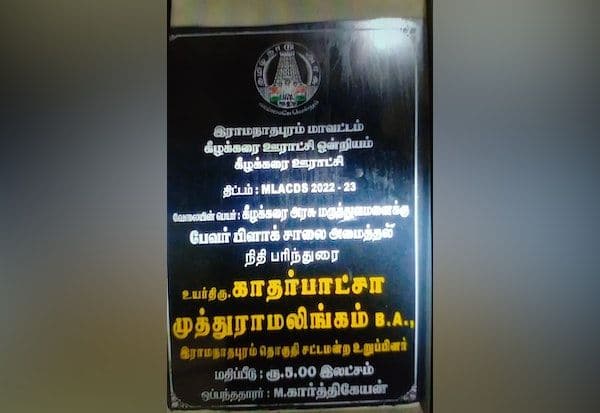 தமிழ் நாடு அரசு
வாய்மையே வெல்லும்
இராமநாதபுரம் மாவட்டம்
கீழக்கரை ஊராட்சி ஒன்றியம்
கீழக்கரை ஊராட்சி
திட்டம் : MLACDS 2022 - 23
வேலையின் பெயர் : கீழக்கரை அரசு மருத்துவமனைக்கு
பேவர் பிளாக் சாலை அமைத்தல்
நிதி பரிந்துரை
உயர்திரு.காதர்பாட்சா
முத்துராமலிங்கம் B.A.,
இராமநாதபுரம் தொகுதி சட்டமன்ற உறுப்பினர்
மதிப்பீடு : ரூ.5.00 இலட்சம்
ஒப்பந்ததாரர் : M.கார்த்திகேயன்